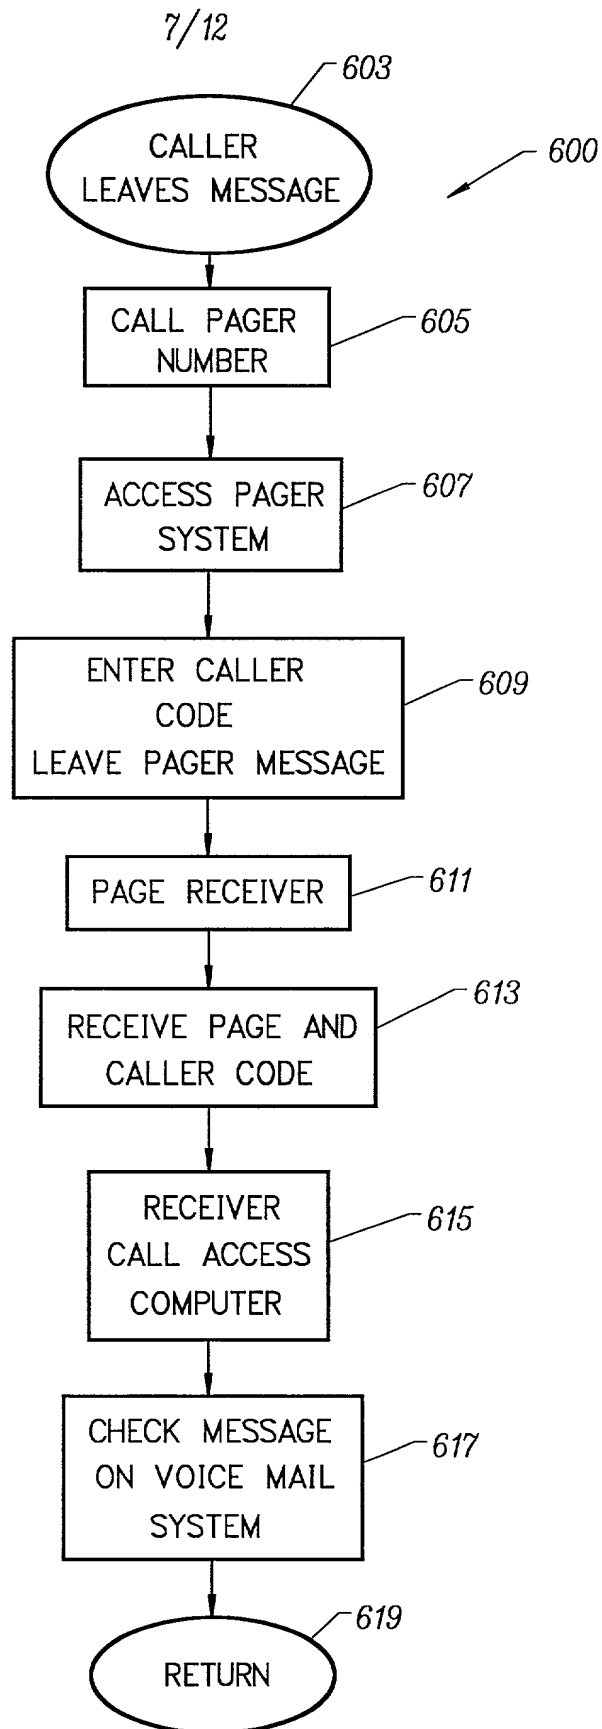 7/12
603
CALLER
LEAVES MESSAGE
600
CALL PAGER
NUMBER
605
ACCESS PAGER
SYSTEM
607
ENTER CALLER
CODE
LEAVE PAGER MESSAGE
609
PAGE RECEIVER
611
RECEIVE PAGE AND
CALLER CODE
613
RECEIVER
CALL ACCESS
COMPUTER
615
CHECK MESSAGE
ON VOICE MAIL
SYSTEM
617
619
RETURN